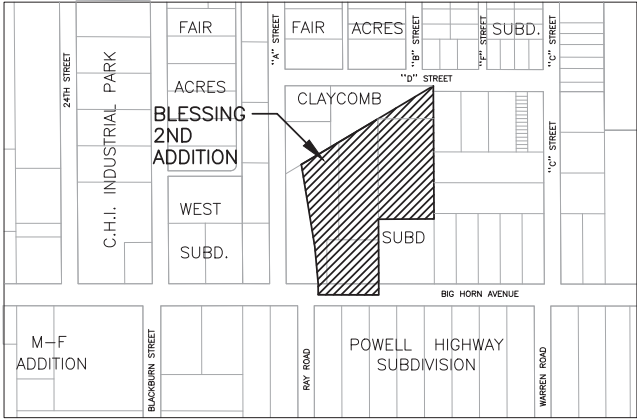 FAIR
FAIR
ACRES
SUBD.
24TH STREET
C.H.I. INDUSTRIAL PARK
"A" STREET
"B" STREET
"F" STREET
"C" STREET
"D" STREET
ACRES
CLAYCOMB
BLESSING
2ND
ADDITION
"C" STREET
WEST
SUBD.
SUBD
BIG HORN AVENUE
M-F
ADDITION
BLACKBURN STREET
RAY ROAD
POWELL HIGHWAY
SUBDIVISION
WARREN ROAD